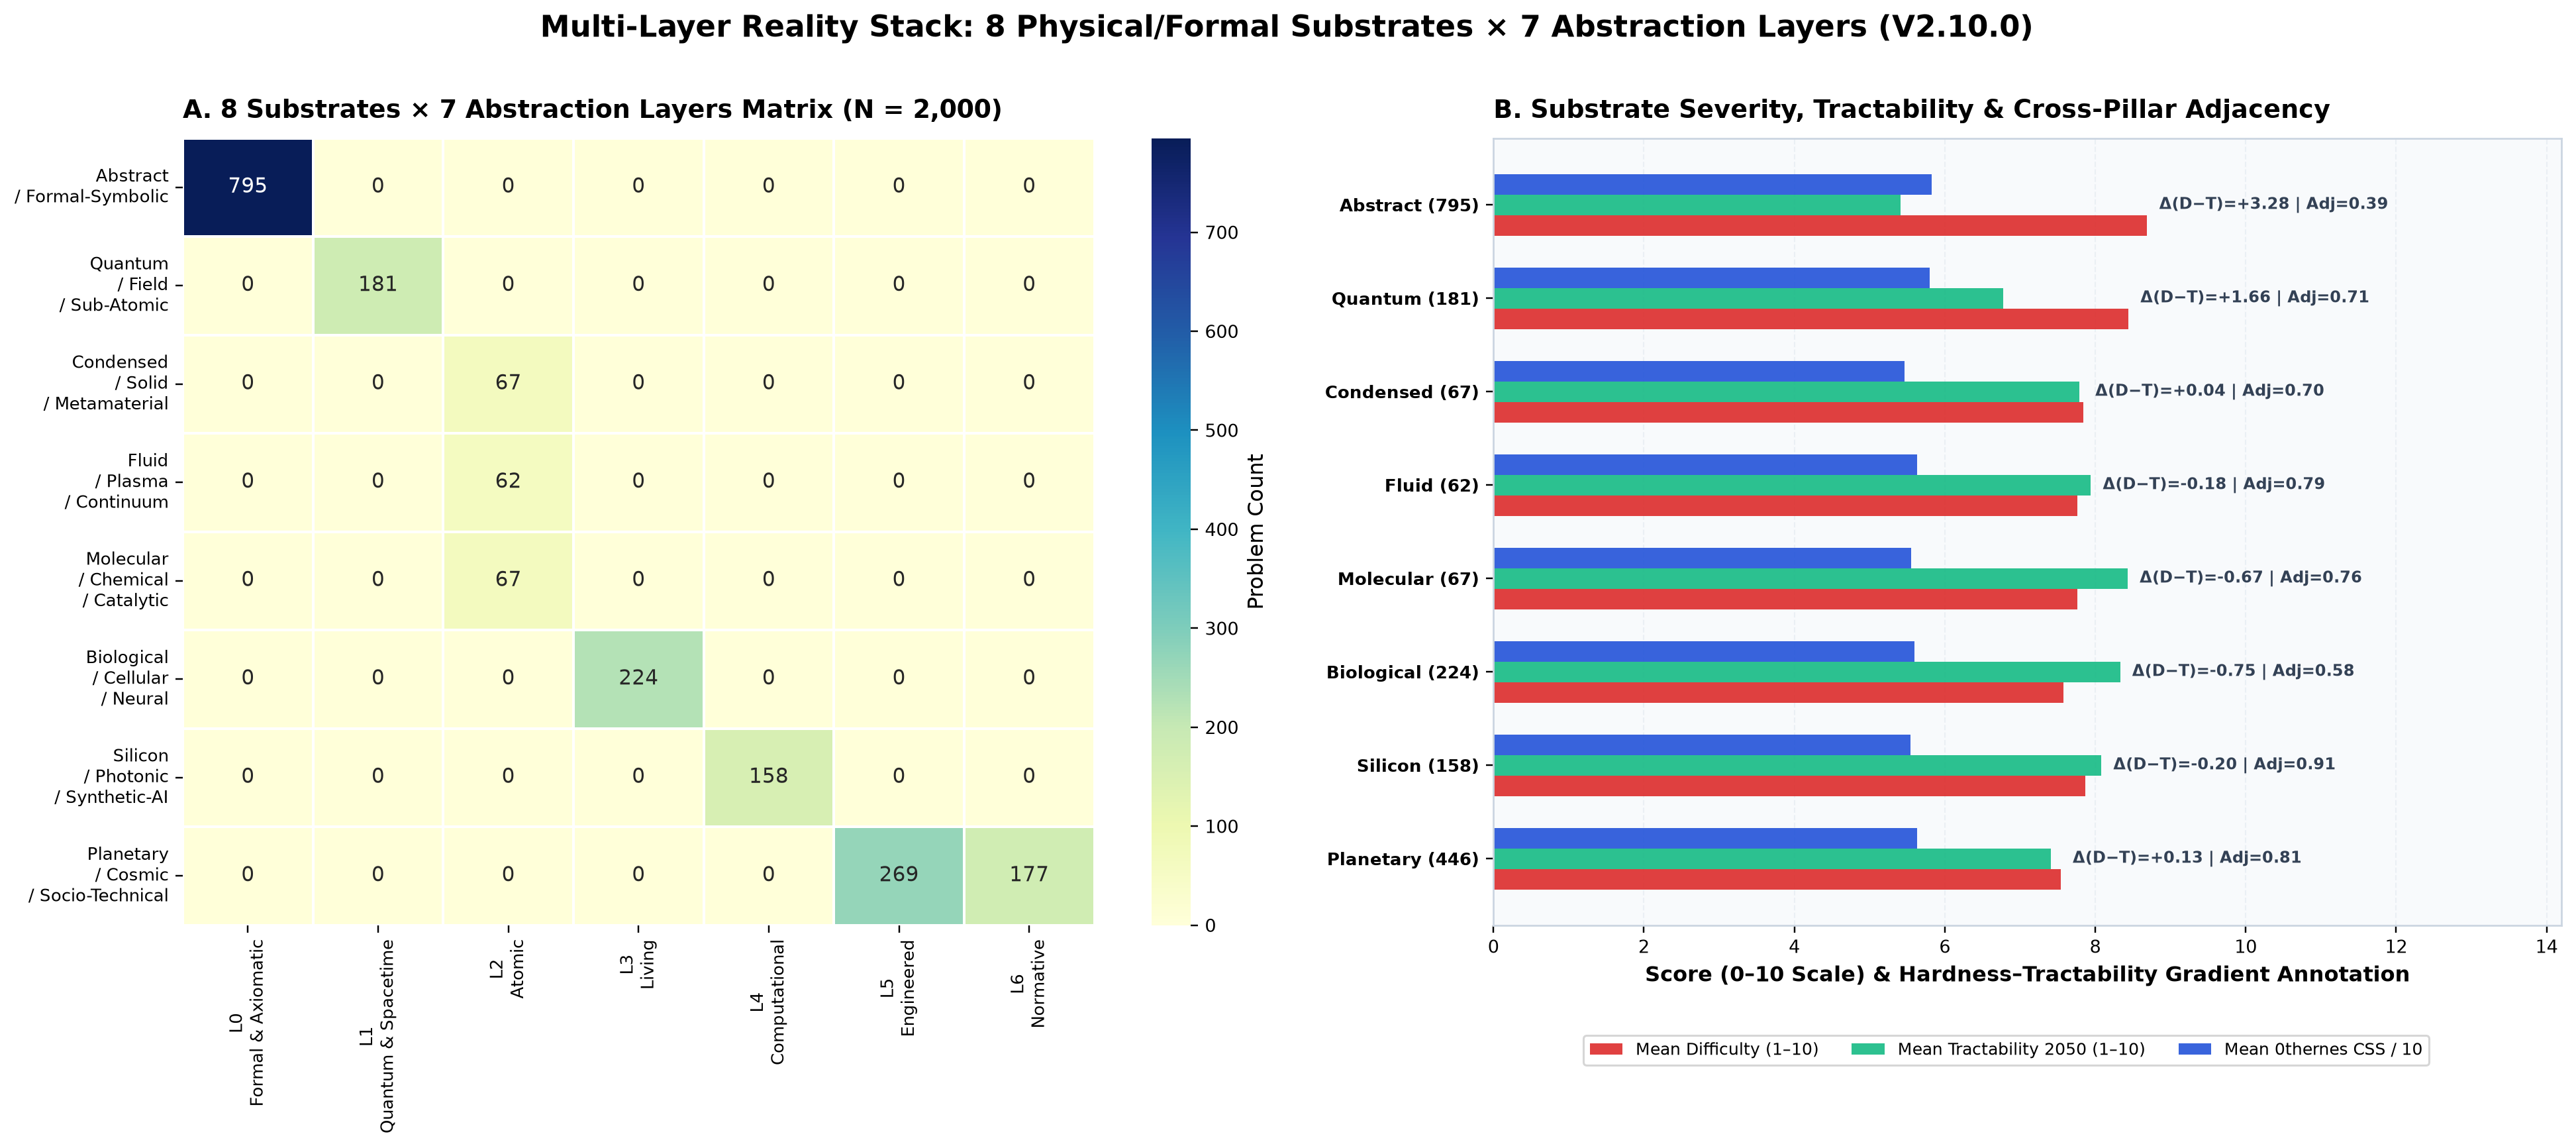 Multi-Layer Reality Stack: 8 Physical/Formal Substrates × 7 Abstraction Layers (V2.10.0)
A. 8 Substrates × 7 Abstraction Layers Matrix (N = 2,000)
Abstract
/ Formal-Symbolic
795 0 0 0 0 0 0
Quantum
/ Field
/ Sub-Atomic
0 181 0 0 0 0 0
Condensed
/ Solid
/ Metamaterial
0 0 67 0 0 0 0
Fluid
/ Plasma
/ Continuum
0 0 62 0 0 0 0
Molecular
/ Chemical
/ Catalytic
0 0 67 0 0 0 0
Biological
/ Cellular
/ Neural
0 0 0 224 0 0 0
Silicon
/ Photonic
/ Synthetic-AI
0 0 0 0 158 0 0
Planetary
/ Cosmic
/ Socio-Technical
0 0 0 0 0 269 177
L0
Formal & Axiomatic
L1
Quantum & Spacetime
L2
Atomic
L3
Living
L4
Computational
L5
Engineered
L6
Normative
700
600
500
400
300
200
100
0
Problem Count
B. Substrate Severity, Tractability & Cross-Pillar Adjacency
Abstract (795)
Δ(D−T)=+3.28 | Adj=0.39
Quantum (181)
Δ(D−T)=+1.66 | Adj=0.71
Condensed (67)
Δ(D−T)=+0.04 | Adj=0.70
Fluid (62)
Δ(D−T)=-0.18 | Adj=0.79
Molecular (67)
Δ(D−T)=-0.67 | Adj=0.76
Biological (224)
Δ(D−T)=-0.75 | Adj=0.58
Silicon (158)
Δ(D−T)=-0.20 | Adj=0.91
Planetary (446)
Δ(D−T)=+0.13 | Adj=0.81
0 2 4 6 8 10 12 14
Score (0–10 Scale) & Hardness–Tractability Gradient Annotation
Mean Difficulty (1–10) Mean Tractability 2050 (1–10) Mean 0thernes CSS / 10